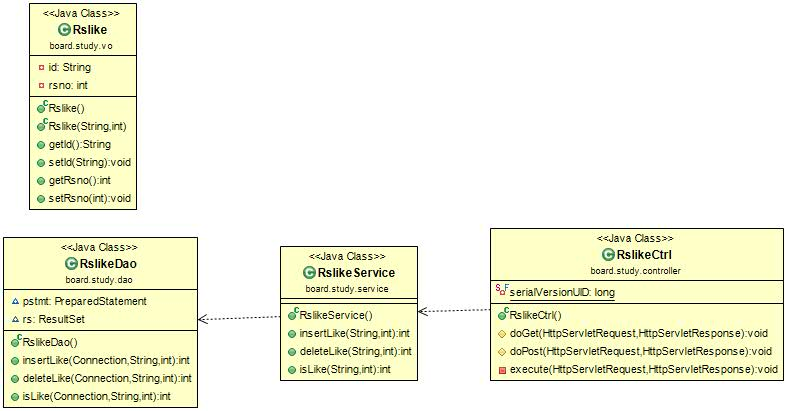 <<Java Class>>
Rslike
board.study.vo
id: String
rsno: int
Rslike()
Rslike(String,int)
getId():String
setId(String):void
getRsno():int
setRsno(int):void
<<Java Class>>
RslikeDao
board.study.dao
pstmt: PreparedStatement
rs: ResultSet
RslikeDao()
insertLike(Connection,String,int):int
deleteLike(Connection,String,int):int
isLike(Connection,String,int):int
<<Java Class>>
RslikeService
board.study.service
RslikeService()
insertLike(String,int):int
deleteLike(String,int):int
isLike(String,int):int
<<Java Class>>
RslikeCtrl
board.study.controller
serialVersionUID: long
RslikeCtrl()
doGet(HttpServletRequest,HttpServletResponse):void
doPost(HttpServletRequest,HttpServletResponse):void
execute(HttpServletRequest,HttpServletResponse):void